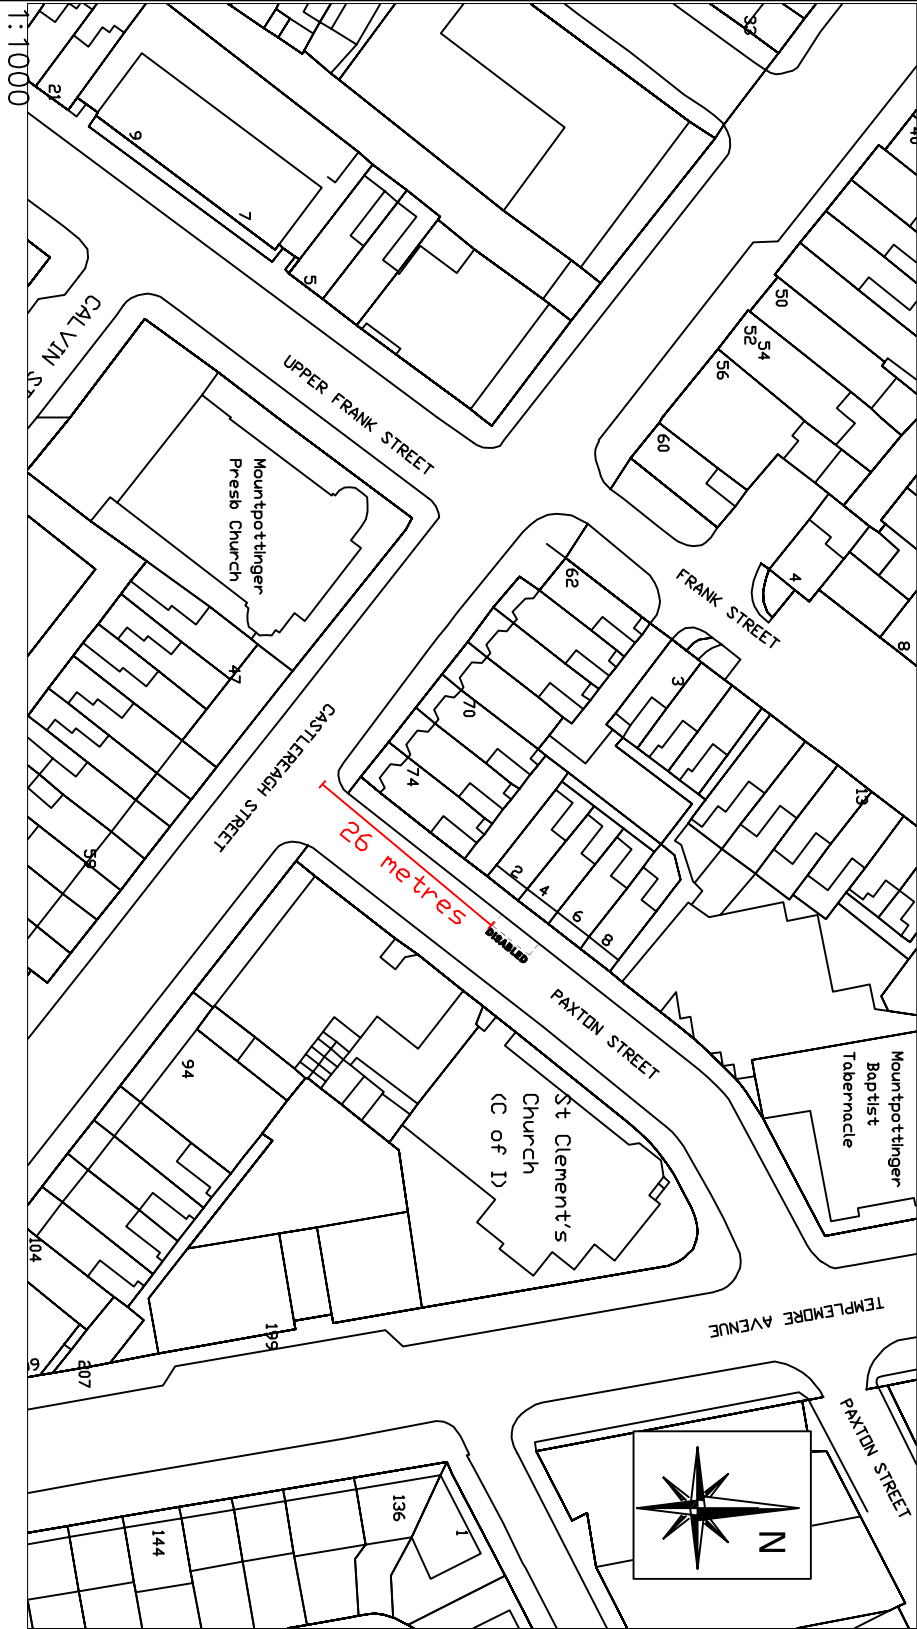 1:1000
33
21
9
7
5
50
54
52
56
60
CALVIN ST
UPPER FRANK STREET
Mountpottinger
Presb Church
62
FRANK STREET
4
8
3
47
70
74
13
CASTLEREAGH STREET
59
26 metres
2
4
6
8
DISABLED
PAXTON STREET
94
St Clement's
Church
(C of I)
Mountpottinger
Baptist
Tabernacle
104
199
TEMPLEMORE AVENUE
207
PAXTON STREET
136
1
144
N